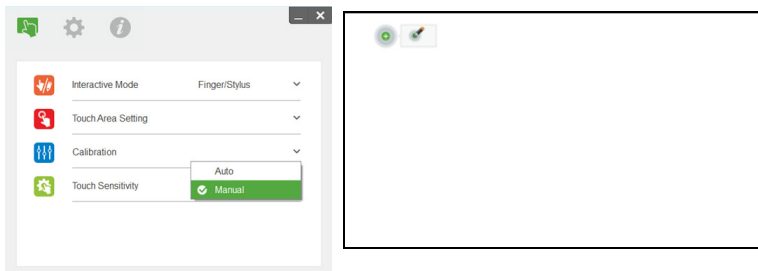 Interactive Mode Finger/Stylus
Touch Area Setting
Calibration
Auto
Touch Sensitivity
Manual